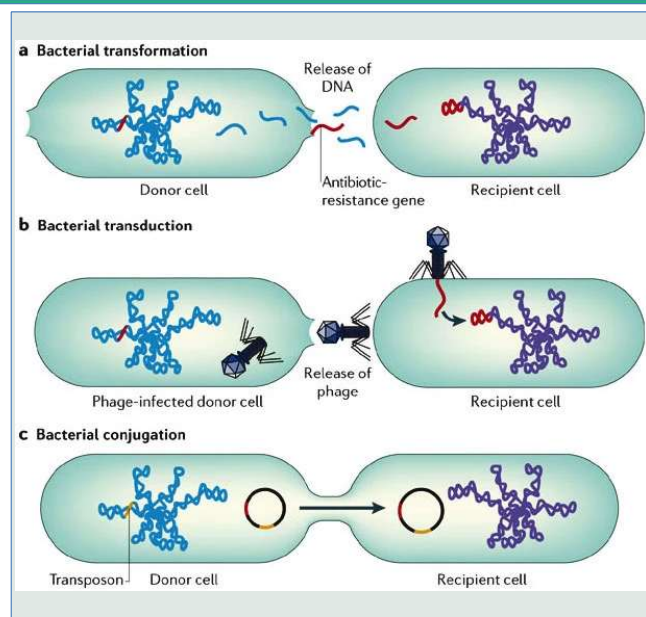 a Bacterial transformation
Release of
DNA
Donor cell
Antibiotic-
resistance gene
Recipient cell
b Bacterial transduction
Phage-infected donor cell
Release of
phage
Recipient cell
c Bacterial conjugation
Transposon
Donor cell
Recipient cell